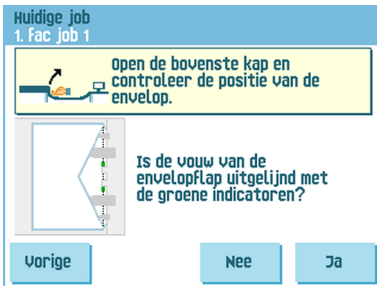 Huidige job
1. Fac job 1
Open de bovenste kap en
controleer de positie van de
envelop.
Is de vouw van de
envelopflap uitgelijnd met
de groene indicatoren?
Vorige
Nee
Ja